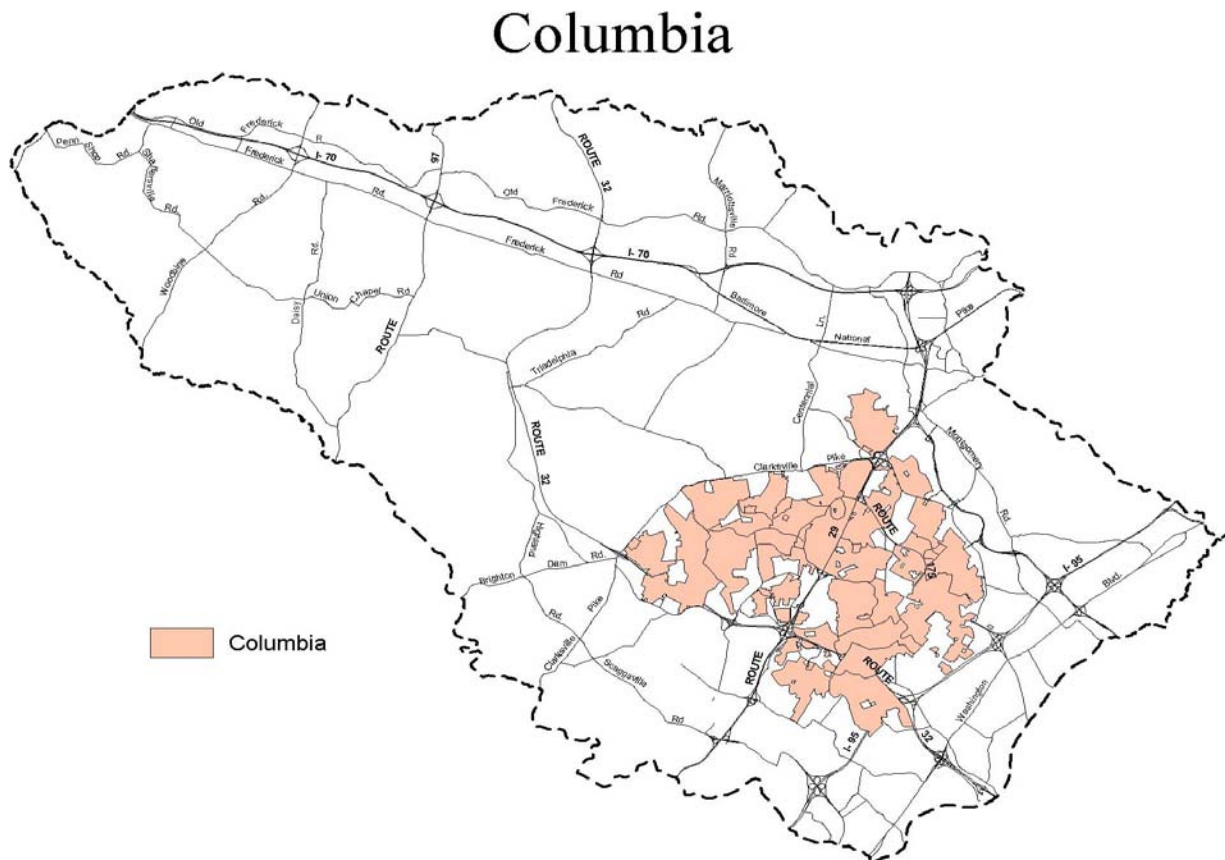 Columbia
Old
Frederick
R
Penn
Shop
Rd.
Shaffersville
Rd.
I- 70
Frederick
Rd.
97
ROUTE
32
Old
Frederick
Rd.
Marriottsville
Rd
Woodbine
Rd.
Rd.
Daisy
Union
Chapel
Rd
ROUTE
Frederick
Rd
I- 70
Baltimore
National
Pike
Ln.
Centennial
Triadelphia
Rd
ROUTE
32
Clarksville
Pike
Montgomery
Rd.
ROUTE
175
29
I- 95
Blvd.
Washington
Highland
Rd.
Brighton
Dam
Rd.
Clarksville
Pike
Scaggsville
Rd
ROUTE
ROUTE
32
I- 95
Columbia